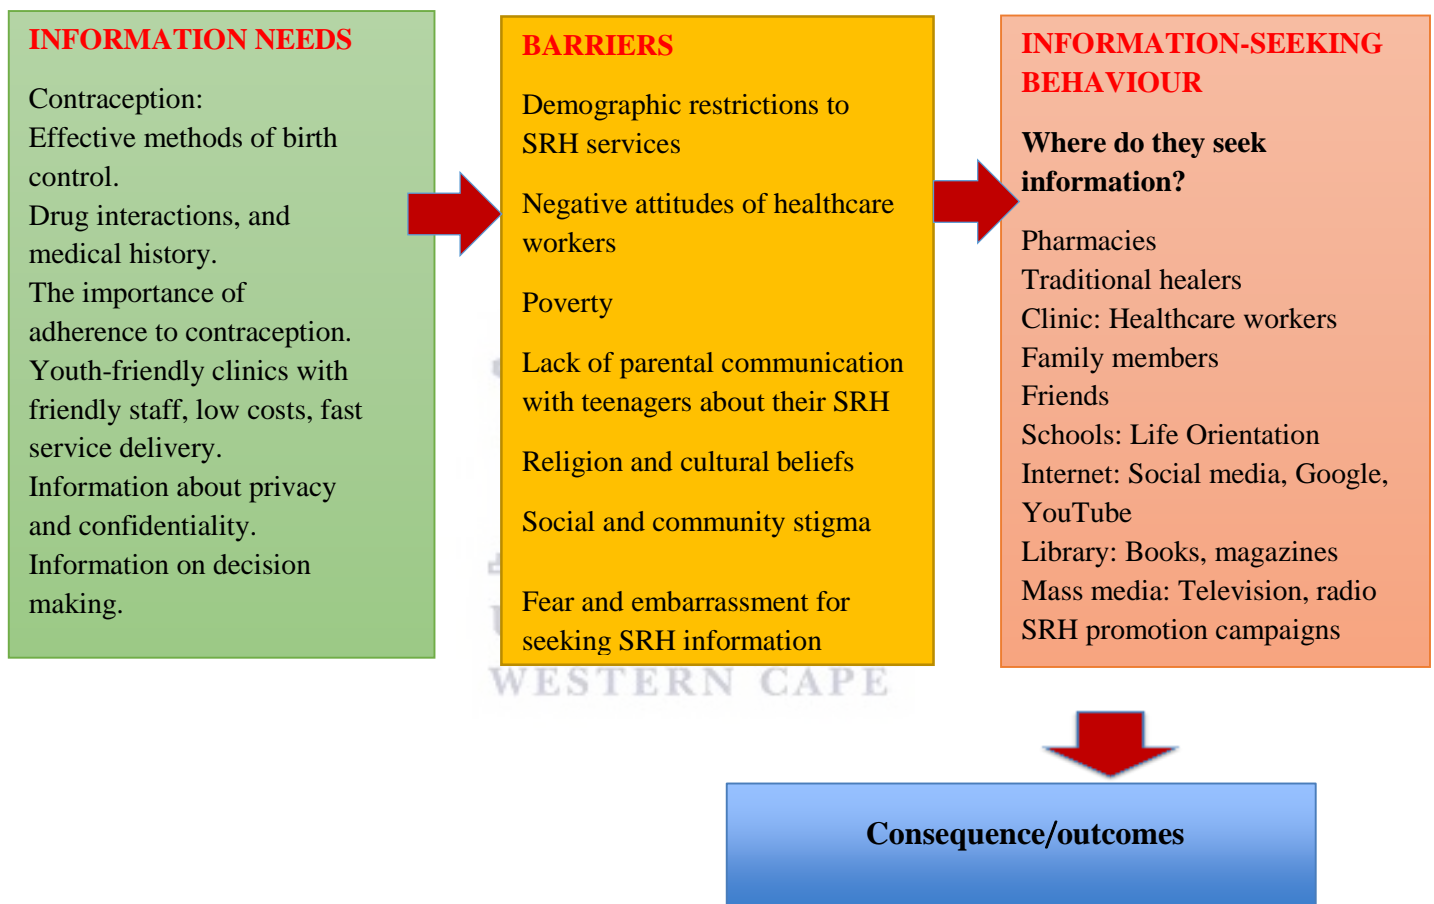 INFORMATION NEEDS
Contraception:
Effective methods of birth
control.
Drug interactions, and
medical history.
The importance of
adherence to contraception.
Youth-friendly clinics with
friendly staff, low costs, fast
service delivery.
Information about privacy
and confidentiality.
Information on decision
making.
BARRIERS
Demographic restrictions to
SRH services
Negative attitudes of healthcare
workers
Poverty
Lack of parental communication
with teenagers about their SRH
Religion and cultural beliefs
Social and community stigma
Fear and embarrassment for
seeking SRH information
INFORMATION-SEEKING
BEHAVIOUR
Where do they seek
information?
Pharmacies
Traditional healers
Clinic: Healthcare workers
Family members
Friends
Schools: Life Orientation
Internet: Social media, Google,
YouTube
Library: Books, magazines
Mass media: Television, radio
SRH promotion campaigns
WESTERN CAPE
Consequence/outcomes